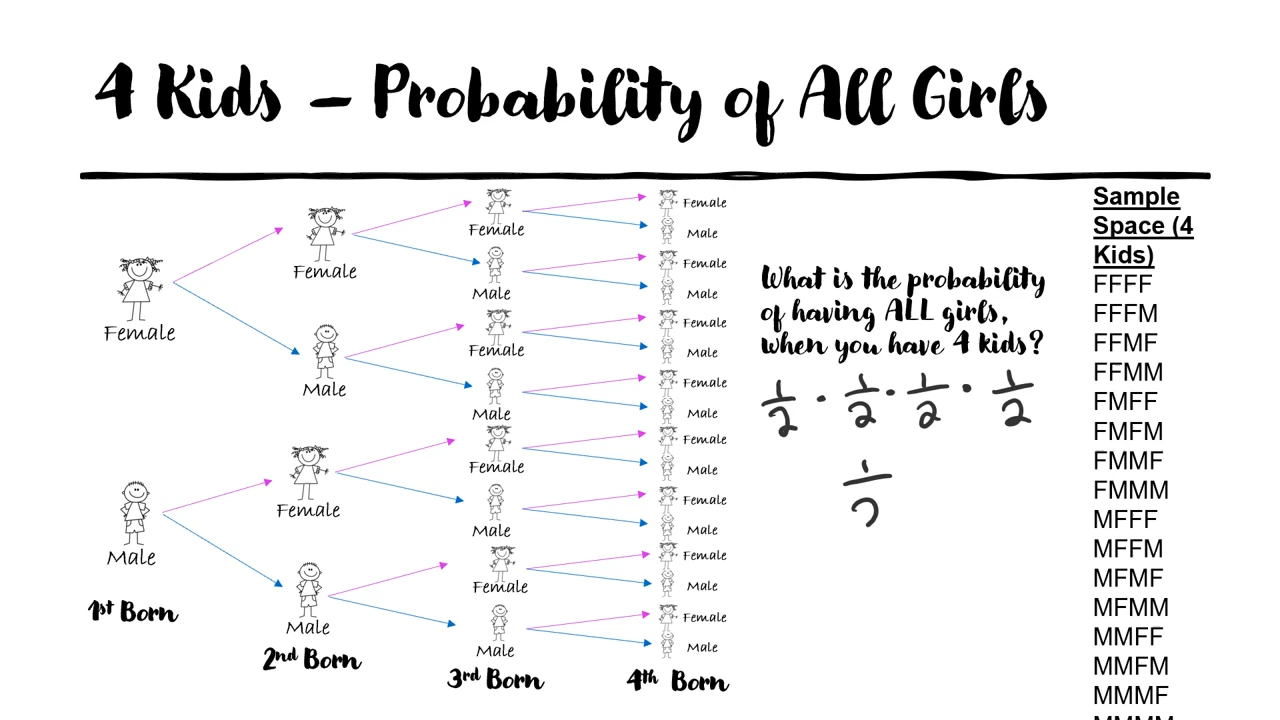 4 Kids – Probability of All Girls
Female
Male
1st Born
Female
Male
Female
Male
2nd Born
Female
Male
Female
Male
Female
Male
Female
Male
3rd Born
Female
Male
Female
Male
Female
Male
Female
Male
Female
Male
Female
Male
Female
Male
Female
Male
4th Born
What is the probability
of having ALL girls,
when you have 4 kids?
1/2 · 1/2 · 1/2 · 1/2
1/2
Sample
Space (4
Kids)
FFFF
FFFM
FFMF
FFMM
FMFF
FMFM
FMMF
FMMM
MFFF
MFFM
MFMF
MFMM
MMFF
MMFM
MMMF
MMMM